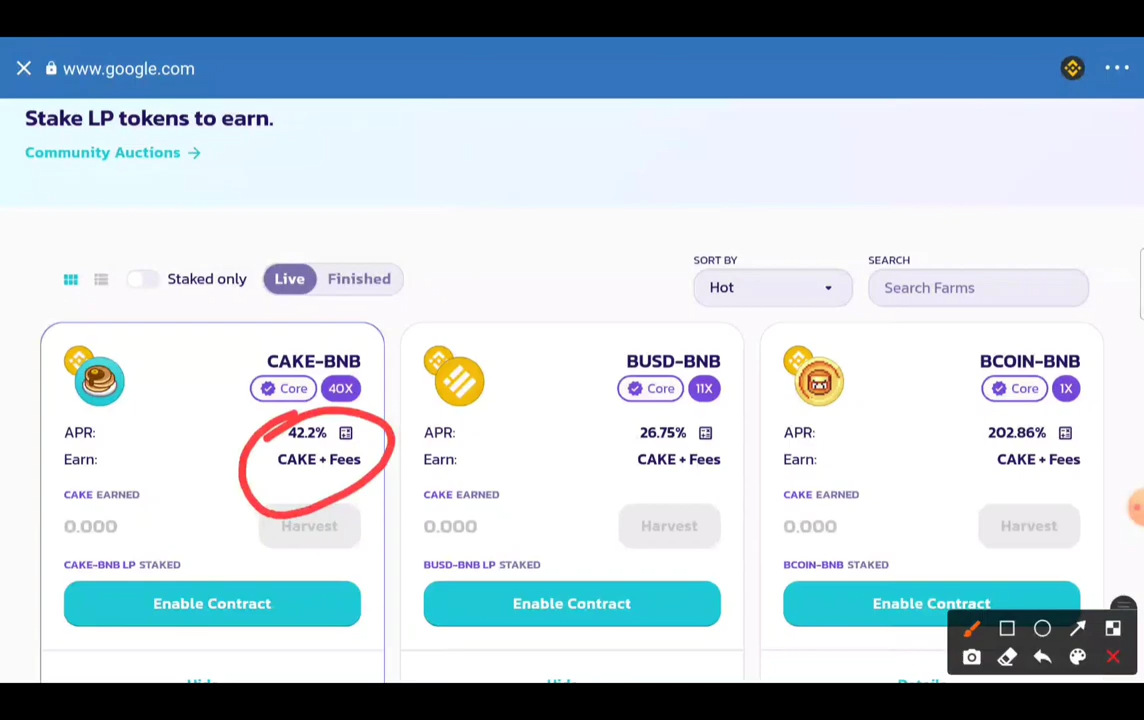 www.google.com
Stake LP tokens to earn.
Community Auctions →
Staked only
Live
Finished
SORT BY
Hot
SEARCH
Search Farms
CAKE-BNB
Core
40X
APR:
42.2%
Earn:
CAKE + Fees
CAKE EARNED
0.000
Harvest
CAKE-BNB LP STAKED
Enable Contract
BUSD-BNB
Core
11X
APR:
26.75%
Earn:
CAKE + Fees
CAKE EARNED
0.000
Harvest
BUSD-BNB LP STAKED
Enable Contract
BCOIN-BNB
Core
1X
APR:
202.86%
Earn:
CAKE + Fees
CAKE EARNED
0.000
Harvest
BCOIN-BNB STAKED
Enable Contract